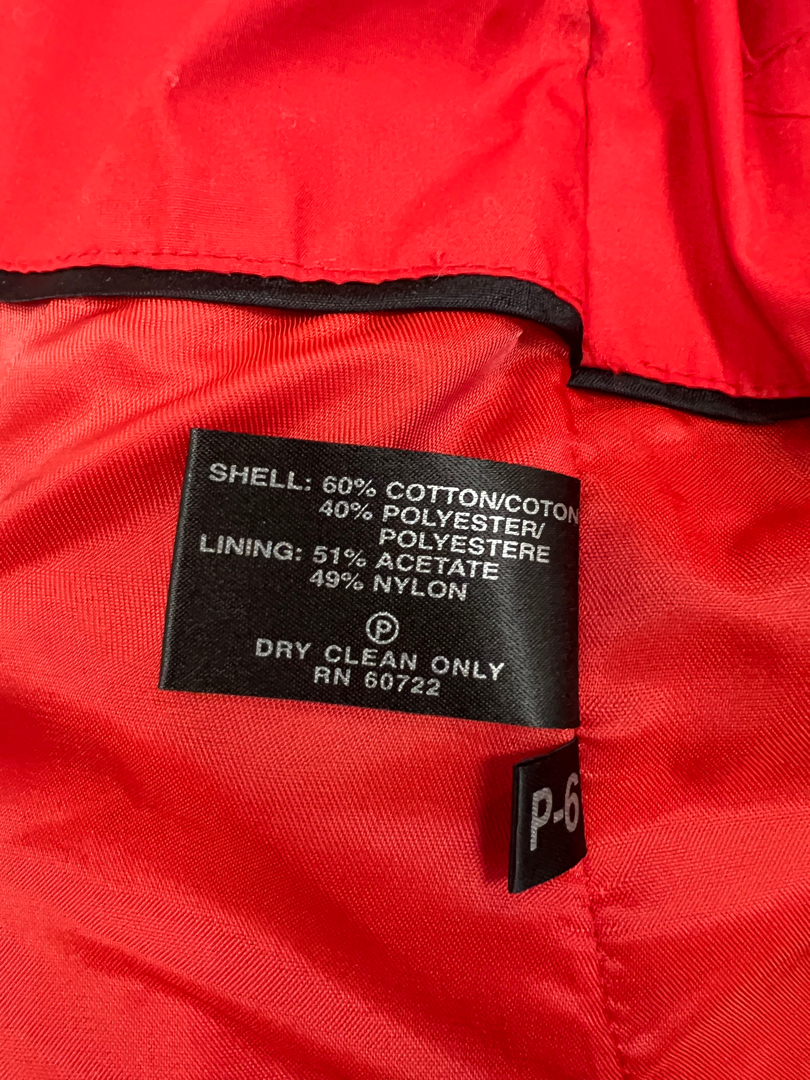 SHELL: 60% COTTON/COTON
40% POLYESTER/
POLYESTERE
LINING: 51% ACETATE
49% NYLON
P
DRY CLEAN ONLY
RN 60722
P-6